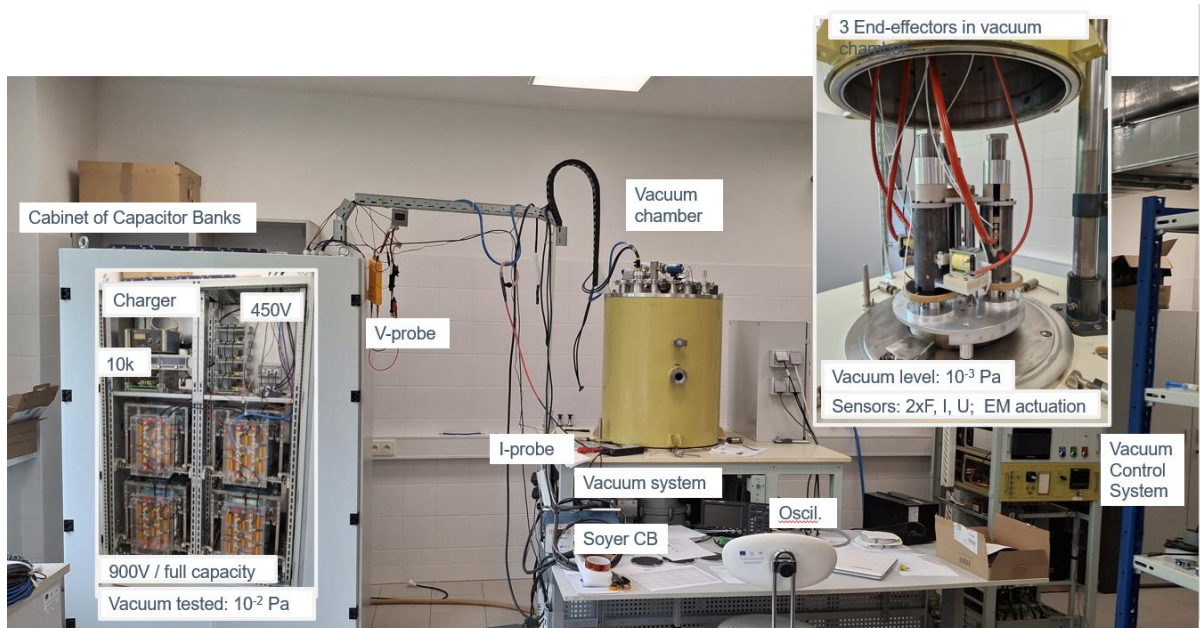 3 End-effectors in vacuum
chamber
Cabinet of Capacitor Banks
Vacuum
chamber
Charger
450V
10k
V-probe
Vacuum level: 10⁻³ Pa
Sensors: 2xF, I, U; EM actuation
I-probe
Vacuum system
Vacuum
Control
System
Oscil.
Soyer CB
900V / full capacity
Vacuum tested: 10⁻² Pa